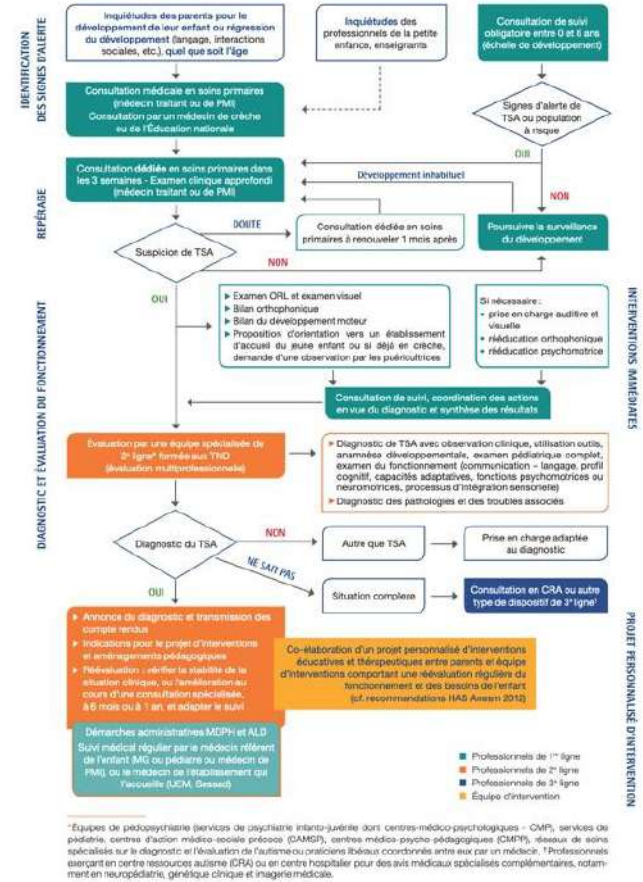 IDENTIFICATION
DES SIGNES D'ALERTE
Inquiétudes des parents pour le
développement de leur enfant ou régression
du développement (langage, interactions
sociales, etc.), quel que soit l'âge
Inquiétudes des
professionnels de la petite
enfance, enseignants
Consultation de suivi
obligatoire entre 0 et 6 ans
(échelle de développement)
Consultation médicale en soins primaires
(médecin traitant ou de PMI)
Consultation par un médecin de crèche
ou de l'Éducation nationale
Signes d'alerte de
TSA ou population
à risque
OUI
NON
REPÉRAGE
Consultation dédiée en soins primaires dans
les 3 semaines - Examen clinique approfondi
(médecin traitant ou de PMI)
Développement inhabituel
Suspicion de TSA
DOUTE
NON
OUI
Consultation dédiée en soins
primaires à renouveler 1 mois après
Poursuivre la surveillance
du développement
DIAGNOSTIC ET ÉVALUATION DU FONCTIONNEMENT
INTERVENTIONS IMMÉDIATES
▶ Examen ORL et examen visuel
▶ Bilan orthophonique
▶ Bilan du développement moteur
▶ Proposition d'orientation vers un établissement
d'accueil du jeune enfant ou si déjà en crèche,
demande d'une observation par les puéricultrices
Si nécessaire :
• prise en charge auditive et
visuelle
• rééducation orthophonique
• rééducation psychomotrice
Consultation de suivi, coordination des actions
en vue du diagnostic et synthèse des résultats
Évaluation par une équipe spécialisée de
2e ligne* formée aux TND
(évaluation multiprofessionnelle)
▶ Diagnostic de TSA avec observation clinique, utilisation outils,
anamnèse développementale, examen pédiatrique complet,
examen du fonctionnement (communication – langage, profil
cognitif, capacités adaptatives, fonctions psychomotrices ou
neuromotrices, processus d'intégration sensorielle)
▶ Diagnostic des pathologies et des troubles associés
Diagnostic du TSA
NON
NE SAIT PAS
OUI
Autre que TSA
Prise en charge adaptée
au diagnostic
Situation complexe
Consultation en CRA ou autre
type de dispositif de 3e ligne†
PROJET PERSONNALISÉ D'INTERVENTION
▶ Annonce du diagnostic et transmission des
compte rendus
▶ Indications pour le projet d'interventions
et aménagements pédagogiques
▶ Réévaluation : vérifier la stabilité de la
situation clinique, ou l'amélioration au
cours d'une consultation spécialisée,
à 6 mois ou à 1 an, et adapter le suivi
Co-élaboration d'un projet personnalisé d'interventions
éducatives et thérapeutiques entre parents et équipe
d'interventions comportant une réévaluation régulière du
fonctionnement et des besoins de l'enfant
(cf. recommandations HAS Anesm 2012)
Démarches administratives MDPH et ALD
Suivi médical régulier par le médecin référent
de l'enfant (MG ou pédiatre ou médecin de
PMI), ou le médecin de l'établissement qui
l'accueille (UEM, Sessad)
Professionnels de 1re ligne
Professionnels de 2e ligne
Professionnels de 3e ligne
Équipe d'intervention
*Équipes de pédopsychiatrie (services de psychiatrie infanto-juvénile dont centres-médico-psychologiques - CMP), services de
pédiatrie, centres d'action médico-sociale précoce (CAMSP), centres médico-psycho-pédagogiques (CMPP), réseaux de soins
spécialisés sur le diagnostic et l'évaluation de l'autisme ou praticiens libéraux coordonnés entre eux par un médecin. †Professionnels
exerçant en centre ressources autisme (CRA) ou en centre hospitalier pour des avis médicaux spécialisés complémentaires, notam-
ment en neuropédiatrie, génétique clinique et imagerie médicale.